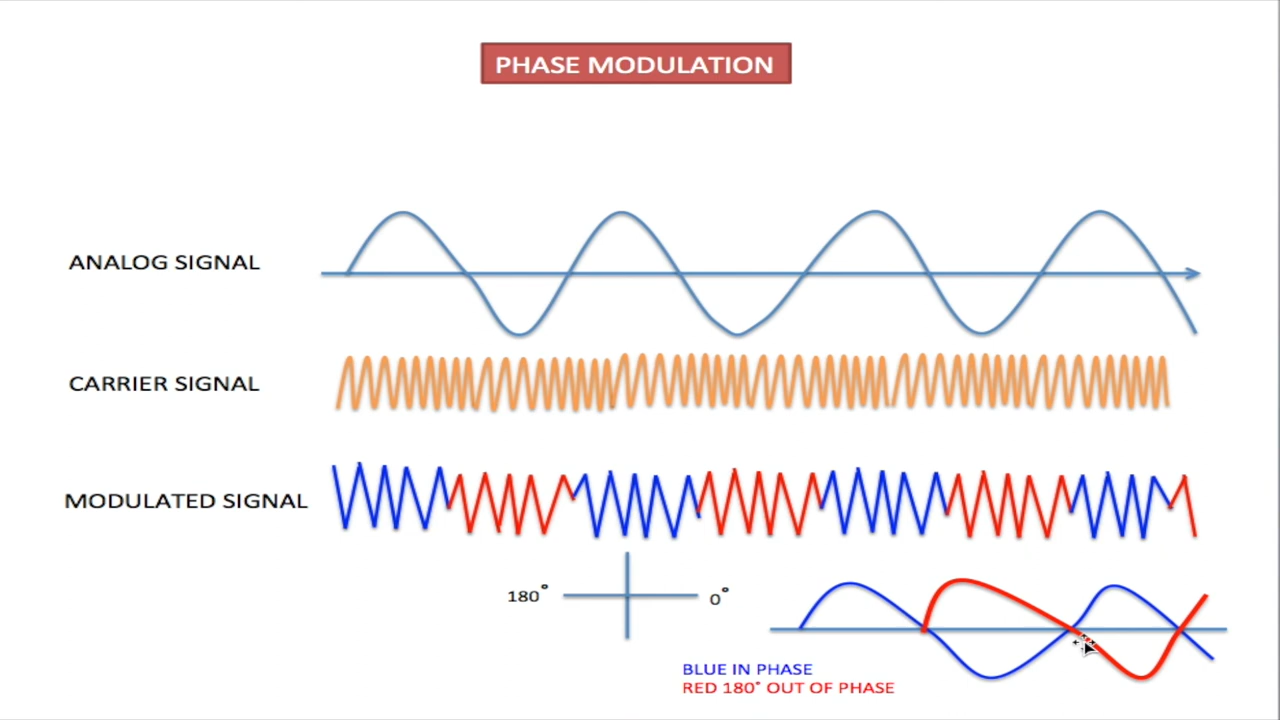 PHASE MODULATION
ANALOG SIGNAL
CARRIER SIGNAL
MODULATED SIGNAL
180°
0°
BLUE IN PHASE
RED 180° OUT OF PHASE